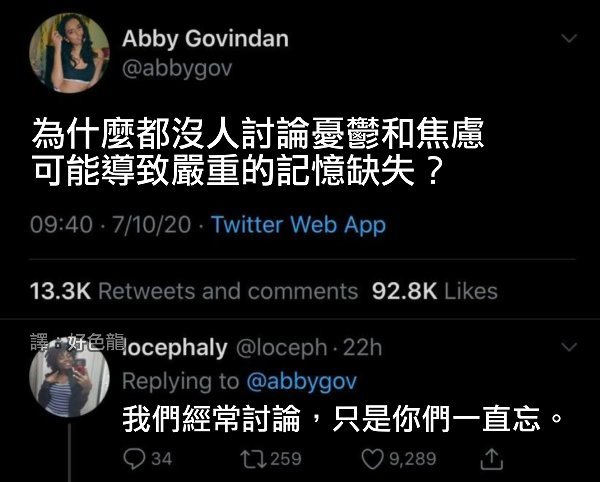 Abby Govindan
@abbygov
為什麼都沒人討論憂鬱和焦慮
可能導致嚴重的記憶缺失？
09:40 · 7/10/20 · Twitter Web App
13.3K Retweets and comments 92.8K Likes
譯：好色龍
locephaly @loceph · 22h
Replying to @abbygov
我們經常討論，只是你們一直忘。
34 259 9,289